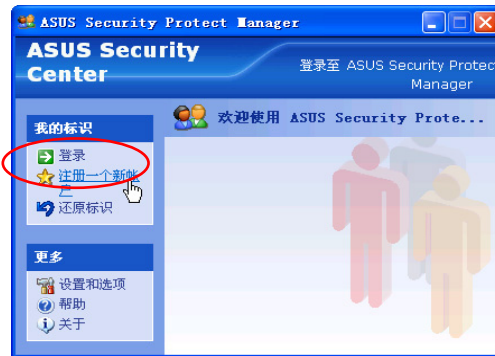 ASUS Security Protect Manager
ASUS Security
Center
登录至 ASUS Security Protec
Manager
我的标识
登录
注册一个新帐
户
还原标识
欢迎使用 ASUS Security Prote...
更多
设置和选项
帮助
关于